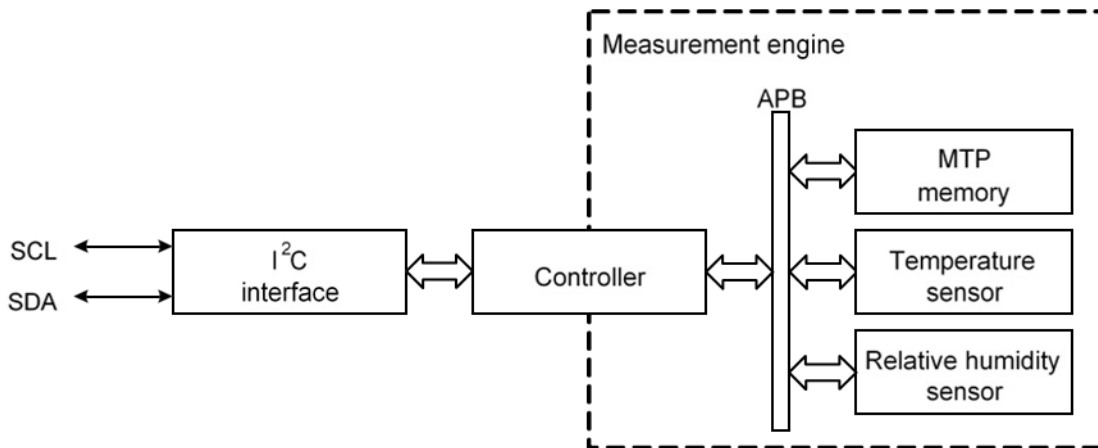 Measurement engine
APB
MTP
memory
SCL
SDA
I²C
interface
Controller
Temperature
sensor
Relative humidity
sensor